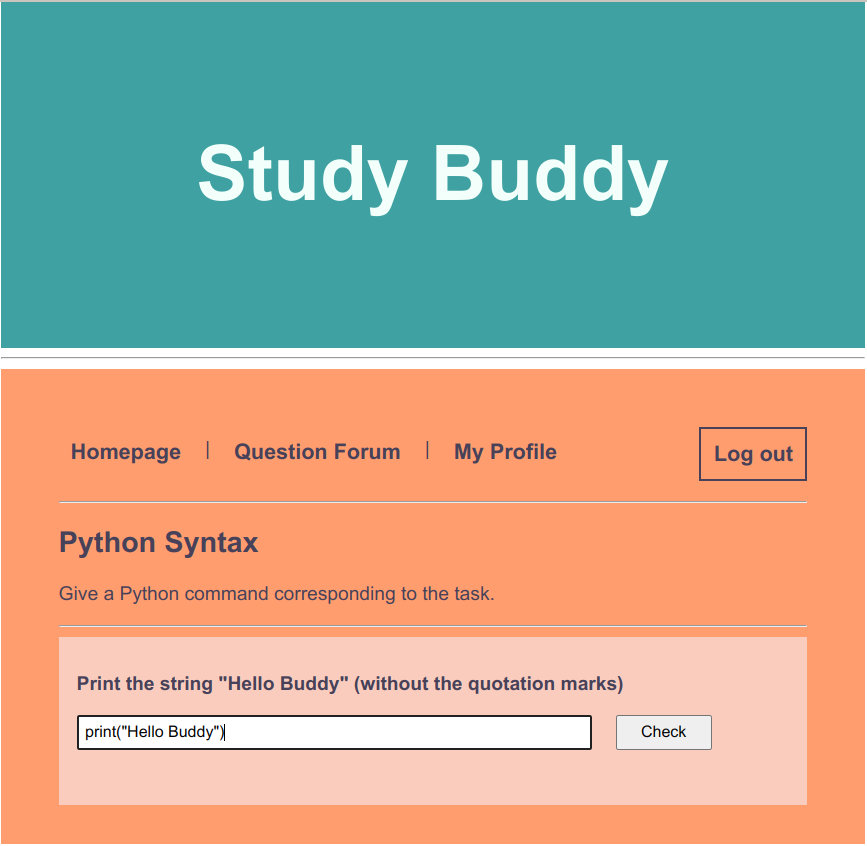 Study Buddy
Homepage | Question Forum | My Profile Log out
Python Syntax
Give a Python command corresponding to the task.
Print the string "Hello Buddy" (without the quotation marks)
print("Hello Buddy") Check